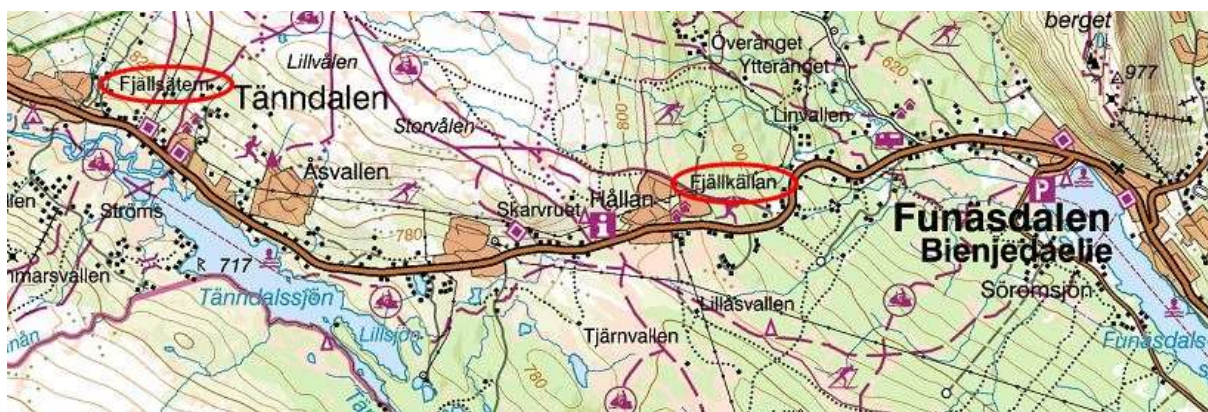 berget
977
Överänget
Ytteränget
620
Fjällsätern
Lillvålen
Tänndalen
Storvålen
800
Linvallen
Åsvallen
Fjällkällan
Hållan
Skarvruet
Ströms
780
P
Funäsdalen
Bienjedaelie
717
marsvallen
Tänndalssjön
Lillåsvallen
Söromsjön
Lillsjön
Tjärnvallen
Funäsdals
780